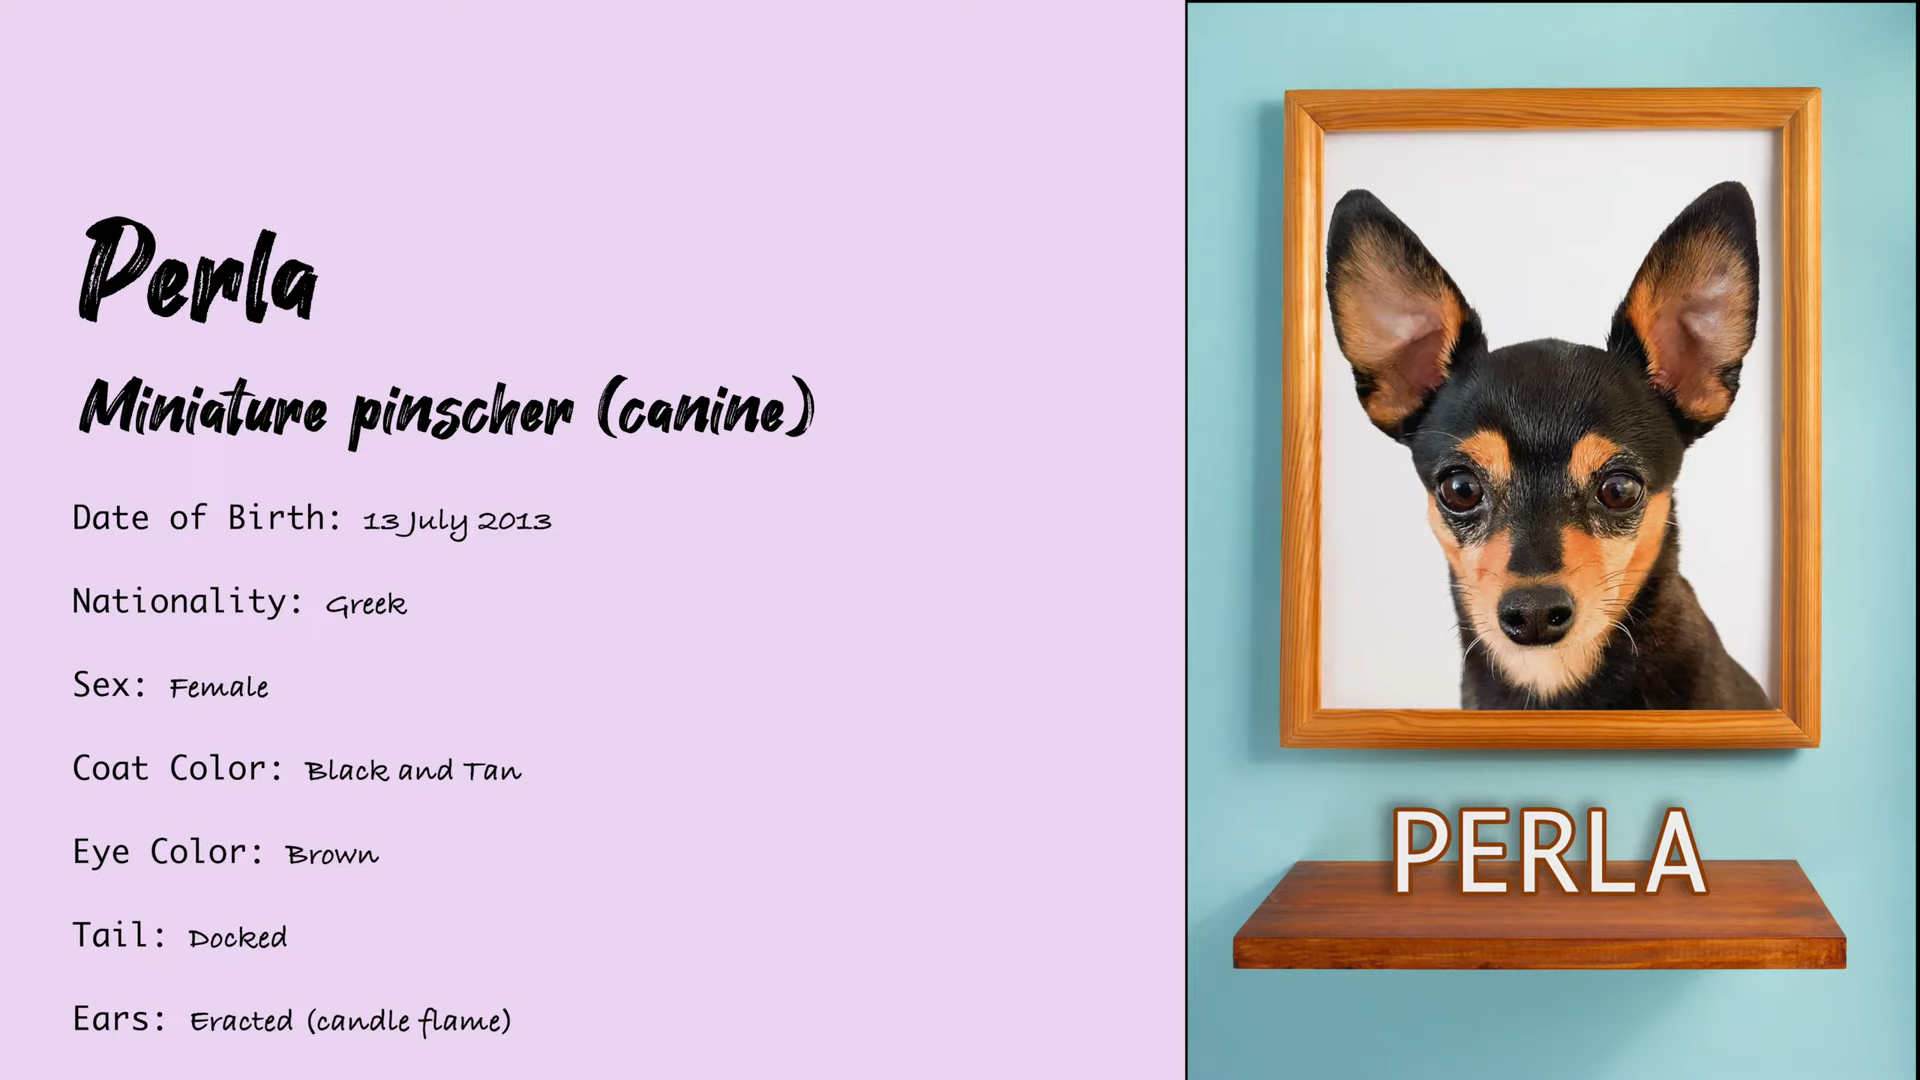 Perla
Miniature pinscher (canine)
Date of Birth: 13 July 2013
Nationality: Greek
Sex: Female
Coat Color: Black and Tan
Eye Color: Brown
Tail: Docked
Ears: Eracted (candle flame)
PERLA